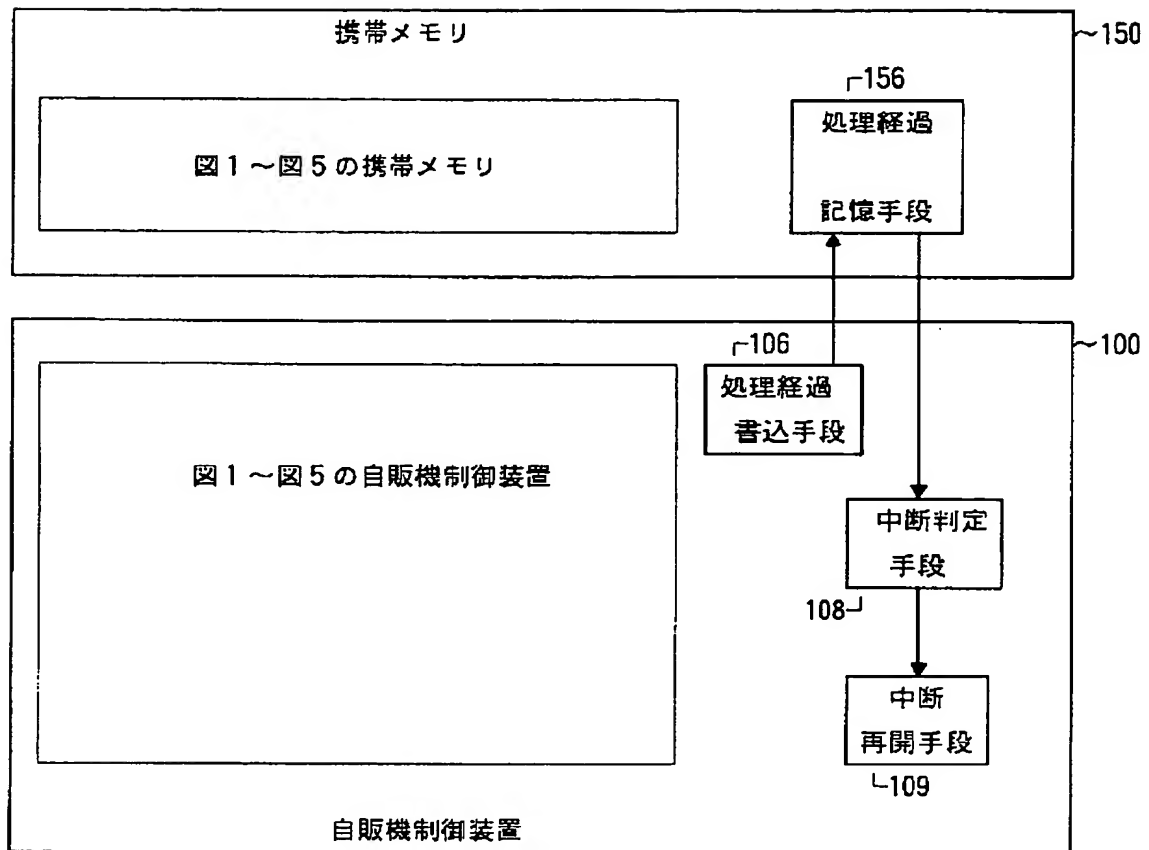 携帯メモリ
~150
156
処理経過
記憶手段
図1~図5の携帯メモリ
~100
106
処理経過
書込手段
図1~図5の自販機制御装置
中断判定
手段
108
中断
再開手段
109
自販機制御装置